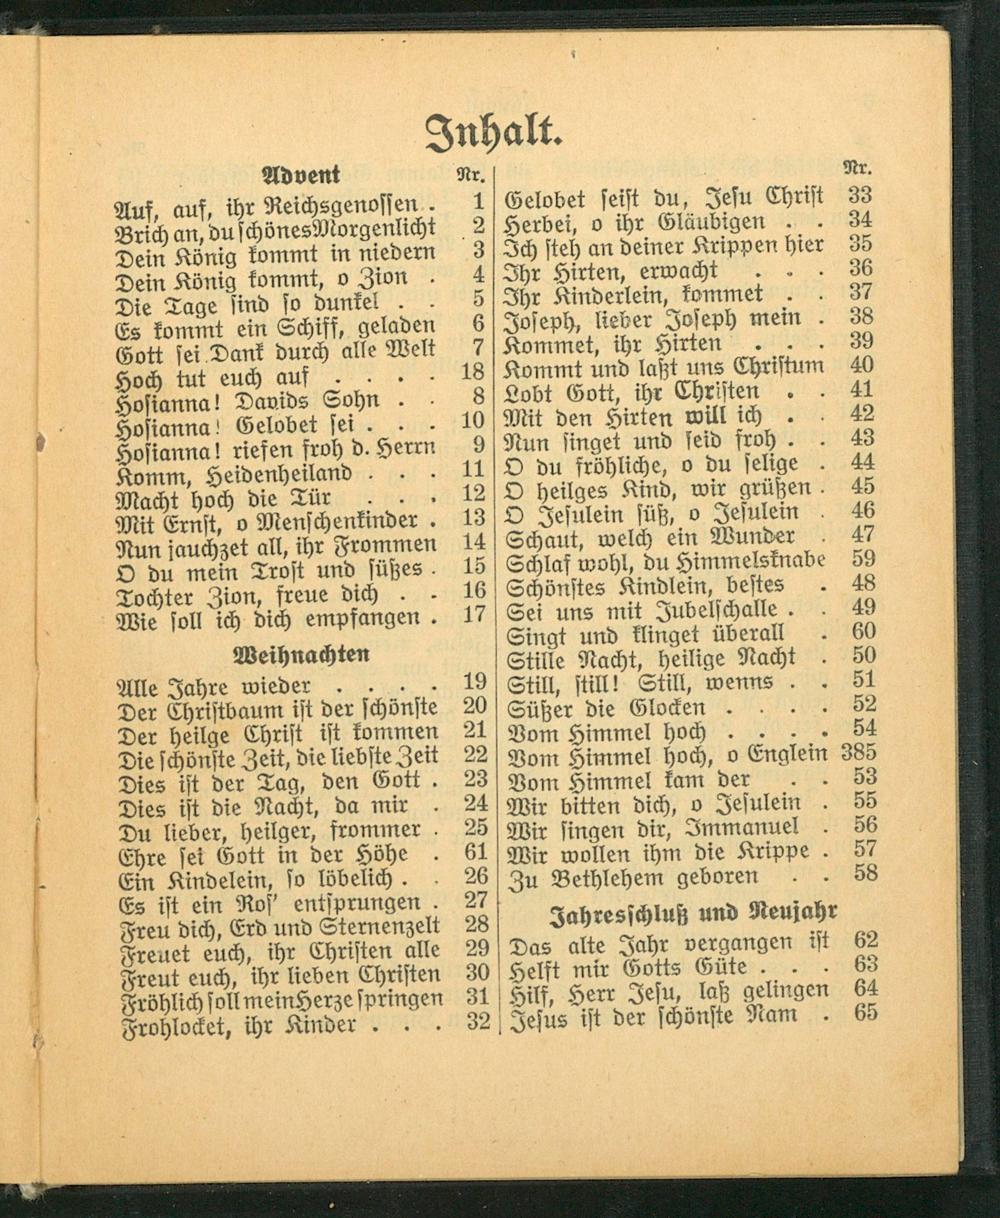 Inhalt.
Advent Nr.
Auf, auf, ihr Reichsgenossen . 1
Brich an, du schönes Morgenlicht 2
Dein König kommt in niedern 3
Dein König kommt, o Zion . 4
Die Tage sind so dunkel . . 5
Es kommt ein Schiff, geladen 6
Gott sei Dank durch alle Welt 7
Hoch tut euch auf . . . . 18
Hosianna! Davids Sohn . . 8
Hosianna! Gelobet sei . . . 10
Hosianna! riefen froh d. Herrn 9
Komm, Heidenheiland . . . 11
Macht hoch die Tür . . . 12
Mit Ernst, o Menschenkinder . 13
Nun jauchzet all, ihr Frommen 14
O du mein Trost und süßes . 15
Tochter Zion, freue dich . . 16
Wie soll ich dich empfangen . 17
Weihnachten
Alle Jahre wieder . . . . 19
Der Christbaum ist der schönste 20
Der heilge Christ ist kommen 21
Die schönste Zeit, die liebste Zeit 22
Dies ist der Tag, den Gott . 23
Dies ist die Nacht, da mir . 24
Du lieber, heilger, frommer . 25
Ehre sei Gott in der Höhe . 61
Ein Kindelein, so löbelich . . 26
Es ist ein Ros' entsprungen . 27
Freu dich, Erd und Sternenzelt 28
Freuet euch, ihr Christen alle 29
Freut euch, ihr lieben Christen 30
Fröhlich soll mein Herze springen 31
Frohlocket, ihr Kinder . . . 32
Nr.
Gelobet seist du, Jesu Christ 33
Herbei, o ihr Gläubigen . . 34
Ich steh an deiner Krippen hier 35
Ihr Hirten, erwacht . . . 36
Ihr Kinderlein, kommet . . 37
Joseph, lieber Joseph mein . 38
Kommet, ihr Hirten . . . 39
Kommt und laßt uns Christum 40
Lobt Gott, ihr Christen . . 41
Mit den Hirten will ich . . 42
Nun singet und seid froh . . 43
O du fröhliche, o du selige . 44
O heilges Kind, wir grüßen . 45
O Jesulein süß, o Jesulein . 46
Schaut, welch ein Wunder . 47
Schlaf wohl, du Himmelsknabe 59
Schönstes Kindlein, bestes . 48
Sei uns mit Jubelschalle . . 49
Singt und klinget überall . 60
Stille Nacht, heilige Nacht . 50
Still, still! Still, wenns . . 51
Süßer die Glocken . . . . 52
Vom Himmel hoch . . . . 54
Vom Himmel hoch, o Englein 385
Vom Himmel kam der . . 53
Wir bitten dich, o Jesulein . 55
Wir singen dir, Immanuel . 56
Wir wollen ihm die Krippe . 57
Zu Bethlehem geboren . . 58
Jahresschluß und Neujahr
Das alte Jahr vergangen ist 62
Helft mir Gotts Güte . . . 63
Hilf, Herr Jesu, laß gelingen 64
Jesus ist der schönste Nam . 65